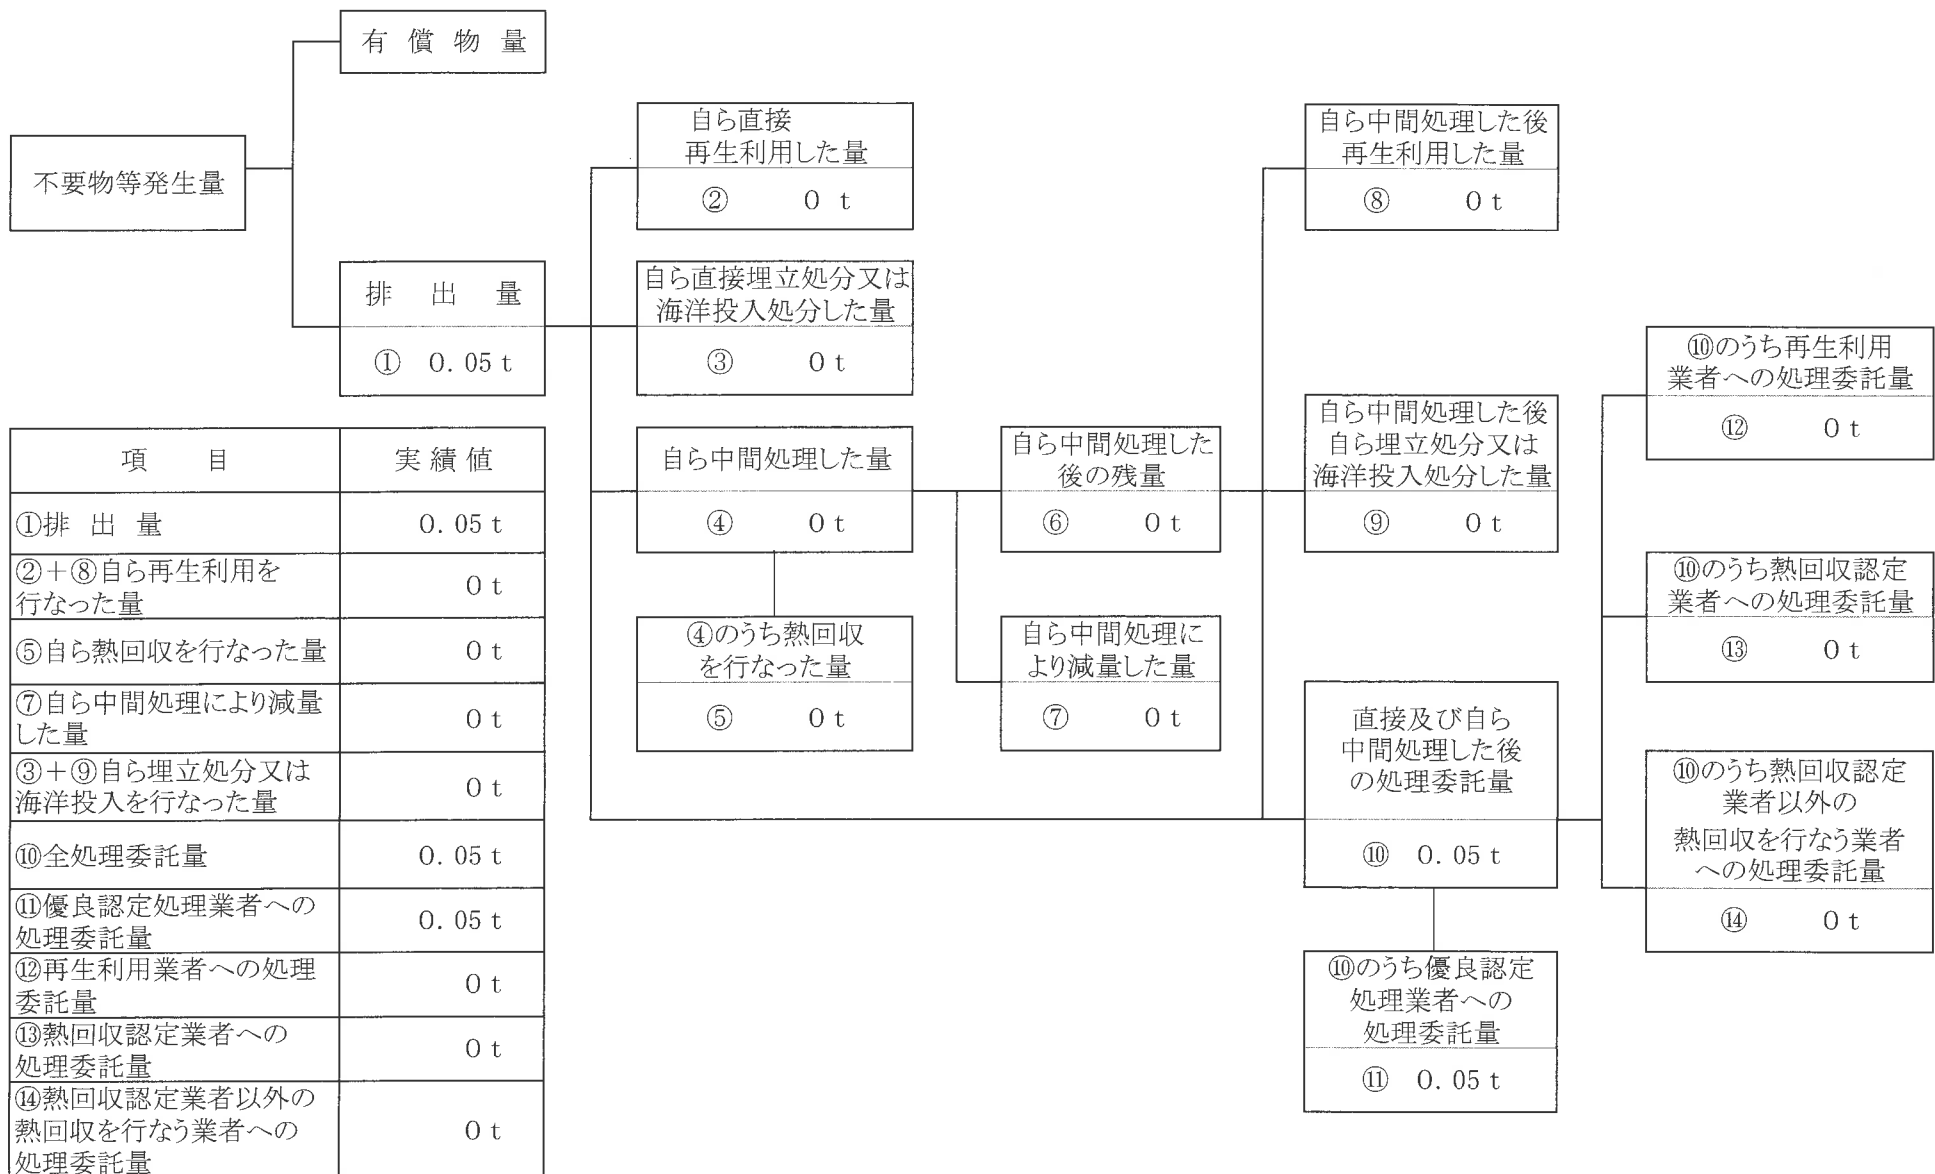 有 償 物 量
不要物等発生量
排 出 量
① 0.05 t
自ら直接
再生利用した量
② 0 t
自ら直接埋立処分又は
海洋投入処分した量
③ 0 t
自ら中間処理した量
④ 0 t
④のうち熱回収
を行なった量
⑤ 0 t
自ら中間処理した
後の残量
⑥ 0 t
自ら中間処理に
より減量した量
⑦ 0 t
自ら中間処理した後
再生利用した量
⑧ 0 t
自ら中間処理した後
自ら埋立処分又は
海洋投入処分した量
⑨ 0 t
直接及び自ら
中間処理した後
の処理委託量
⑩ 0.05 t
⑩のうち優良認定
処理業者への
処理委託量
⑪ 0.05 t
⑩のうち再生利用
業者への処理委託量
⑫ 0 t
⑩のうち熱回収認定
業者への処理委託量
⑬ 0 t
⑩のうち熱回収認定
業者以外の
熱回収を行なう業者
への処理委託量
⑭ 0 t
項 目 実 績 値
①排 出 量 0.05 t
②+⑧自ら再生利用を
行なった量 0 t
⑤自ら熱回収を行なった量 0 t
⑦自ら中間処理により減量
した量 0 t
③+⑨自ら埋立処分又は
海洋投入を行なった量 0 t
⑩全処理委託量 0.05 t
⑪優良認定処理業者への
処理委託量 0.05 t
⑫再生利用業者への処理
委託量 0 t
⑬熱回収認定業者への
処理委託量 0 t
⑭熱回収認定業者以外の
熱回収を行なう業者への
処理委託量 0 t